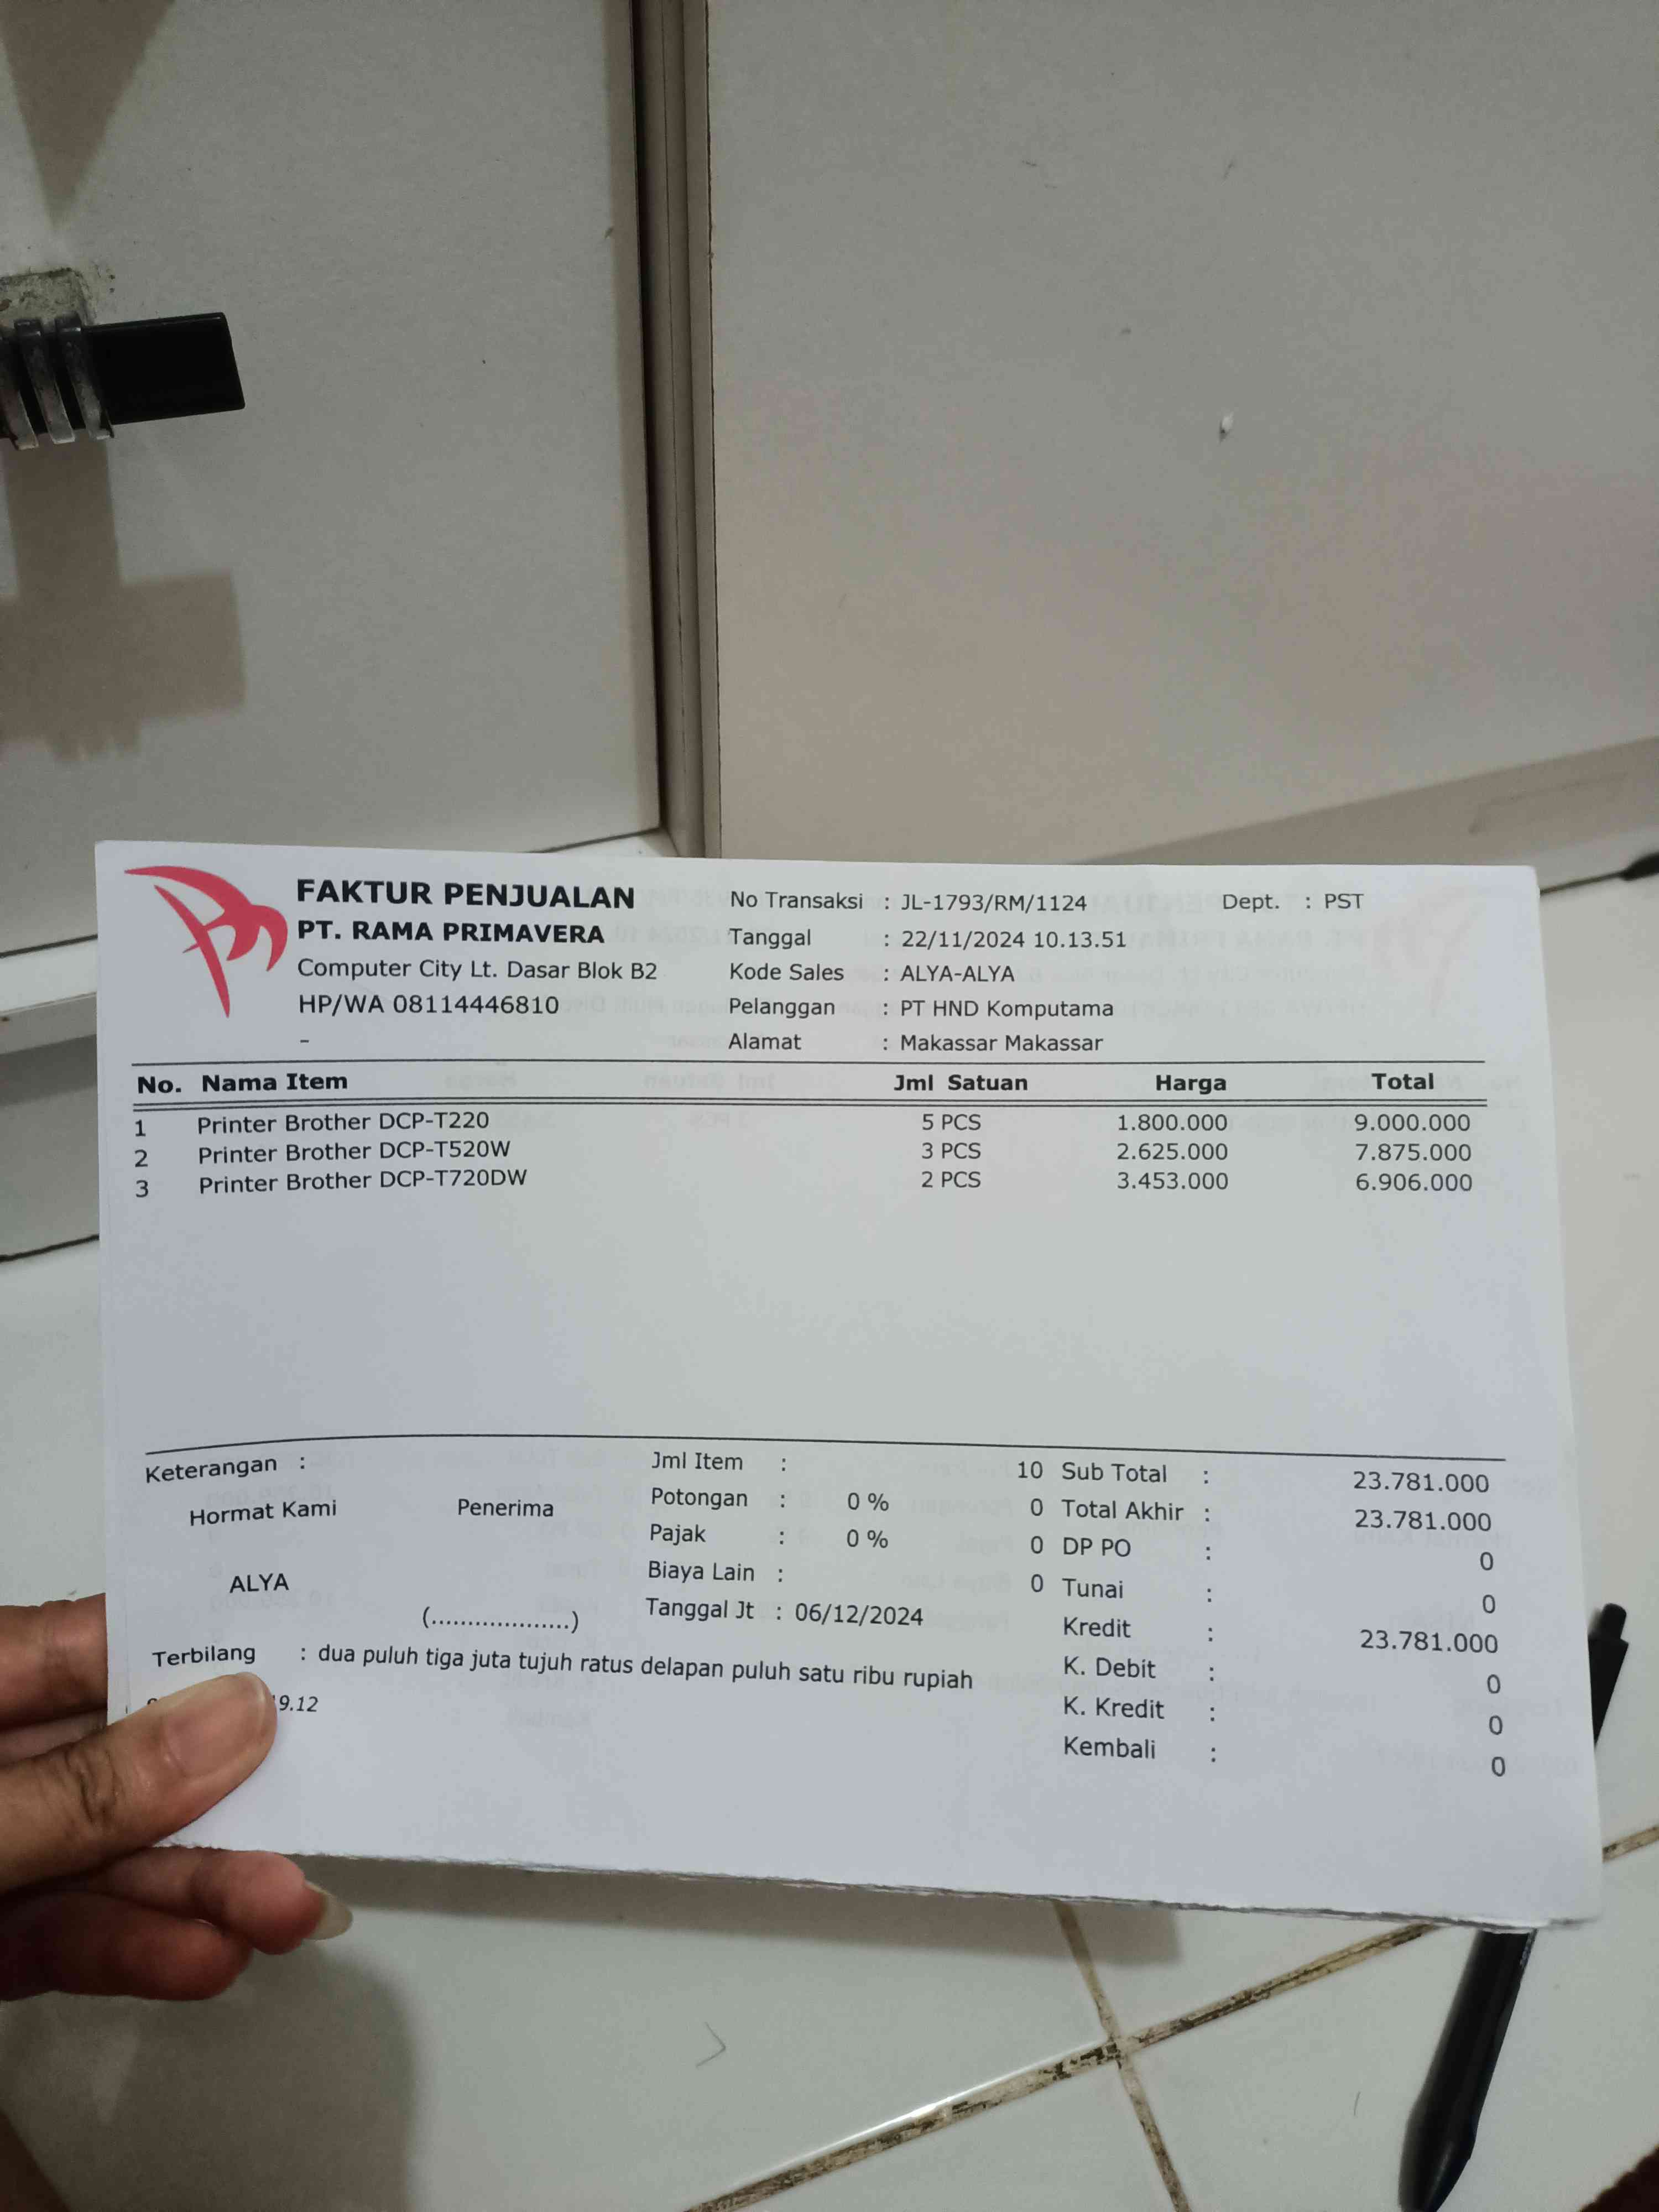 FAKTUR PENJUALAN
PT. RAMA PRIMAVERA
Computer City Lt. Dasar Blok B2
HP/WA 08114446810
-
No Transaksi : JL-1793/RM/1124 Dept. : PST
Tanggal : 22/11/2024 10.13.51
Kode Sales : ALYA-ALYA
Pelanggan : PT HND Komputama
Alamat : Makassar Makassar
No. Nama Item Jml Satuan Harga Total
1 Printer Brother DCP-T220 5 PCS 1.800.000 9.000.000
2 Printer Brother DCP-T520W 3 PCS 2.625.000 7.875.000
3 Printer Brother DCP-T720DW 2 PCS 3.453.000 6.906.000
Keterangan :
Hormat Kami Penerima
ALYA
(...................)
Jml Item : 10
Potongan : 0 % 0
Pajak : 0 % 0
Biaya Lain : 0
Tanggal Jt : 06/12/2024
Sub Total : 23.781.000
Total Akhir : 23.781.000
DP PO : 0
Tunai : 0
Kredit : 23.781.000
K. Debit : 0
K. Kredit : 0
Kembali : 0
Terbilang : dua puluh tiga juta tujuh ratus delapan puluh satu ribu rupiah
9.12